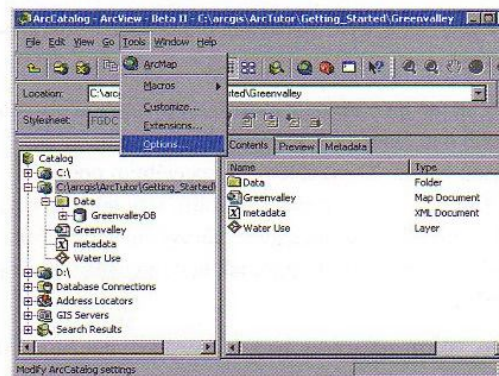 ArcCatalog - ArcView - Beta II - C:\arcgis\ArcTutor\Getting_Started\Greenvalley
File Edit View Go Tools Window Help
ArcMap
Macros
Customize...
Extensions...
Options...
Location: C:\arc
ted\Greenvalley
Stylesheet: FGDC
Contents Preview Metadata
Catalog
C:\
C:\arcgis\ArcTutor\Getting_Started\
Data
GreenvalleyDB
Greenvalley
metadata
Water Use
D:\
Database Connections
Address Locators
GIS Servers
Search Results
Name Type
Data Folder
Greenvalley Map Document
metadata XML Document
Water Use Layer
Modify ArcCatalog settings